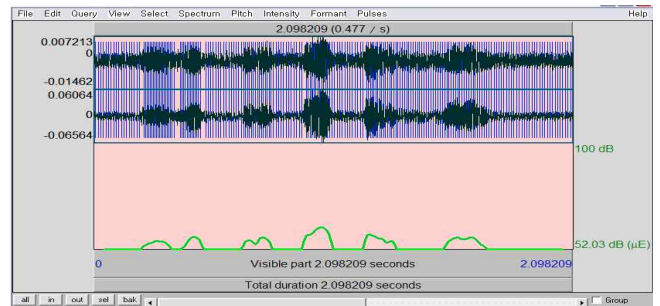 File Edit Query View Select Spectrum Pitch Intensity Formant Pulses Help
2.098209 (0.477 / s)
0.007213
0
-0.01462
0.06064
0
-0.06564
100 dB
52.03 dB (µE)
0 Visible part 2.098209 seconds 2.098209
Total duration 2.098209 seconds
all in out sel bak Group